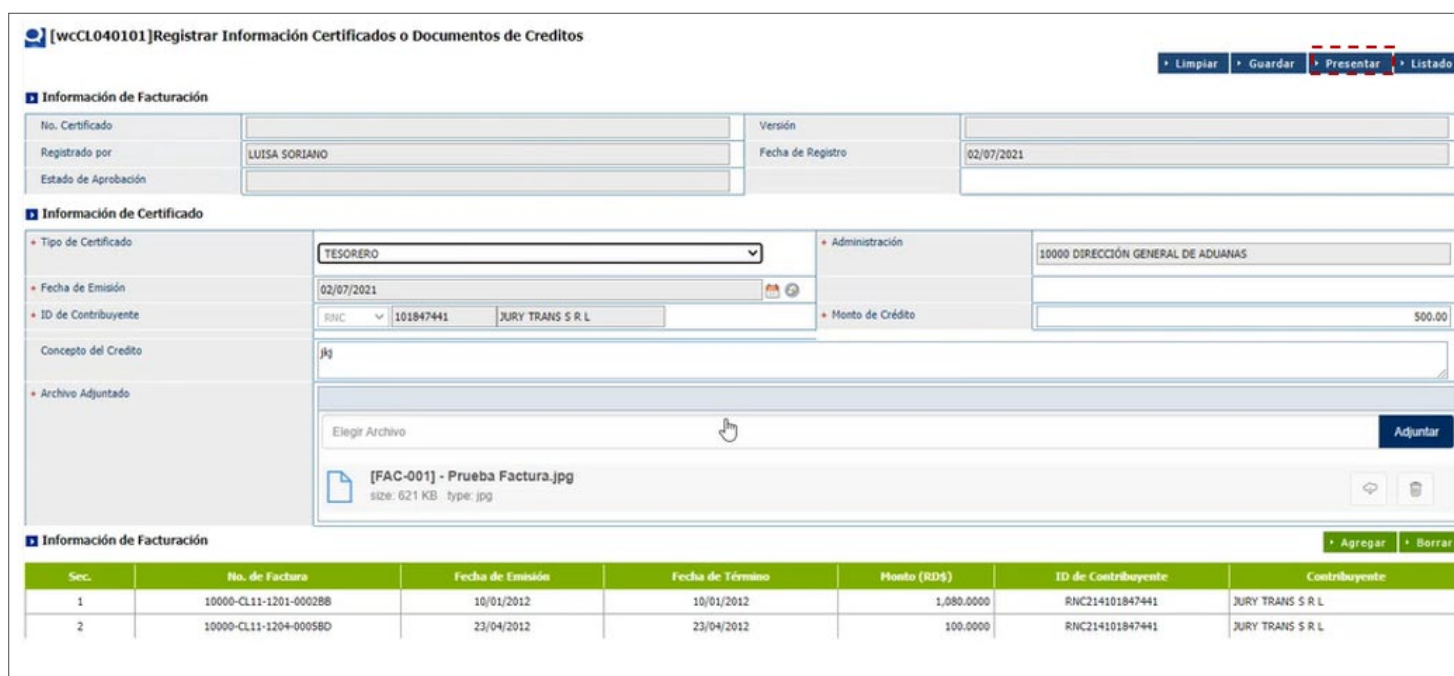 [wcCL040101]Registrar Información Certificados o Documentos de Creditos
Limpiar Guardar Presentar Listado
Información de Facturación
No. Certificado Versión
Registrado por LUISA SORIANO Fecha de Registro 02/07/2021
Estado de Aprobación
Información de Certificado
* Tipo de Certificado TESORERO * Administración 10000 DIRECCIÓN GENERAL DE ADUANAS
* Fecha de Emisión 02/07/2021
* ID de Contribuyente RNC 101847441 JURY TRANS S R L * Monto de Crédito 500.00
Concepto del Credito jkj
* Archivo Adjuntado
Elegir Archivo Adjuntar
[FAC-001] - Prueba Factura.jpg
size: 621 KB type: jpg
Información de Facturación Agregar Borrar
Sec. No. de Factura Fecha de Emisión Fecha de Término Monto (RD$) ID de Contribuyente Contribuyente
1 10000-CL11-1201-0002BB 10/01/2012 10/01/2012 1,080.0000 RNC214101847441 JURY TRANS S R L
2 10000-CL11-1204-0005BD 23/04/2012 23/04/2012 100.0000 RNC214101847441 JURY TRANS S R L